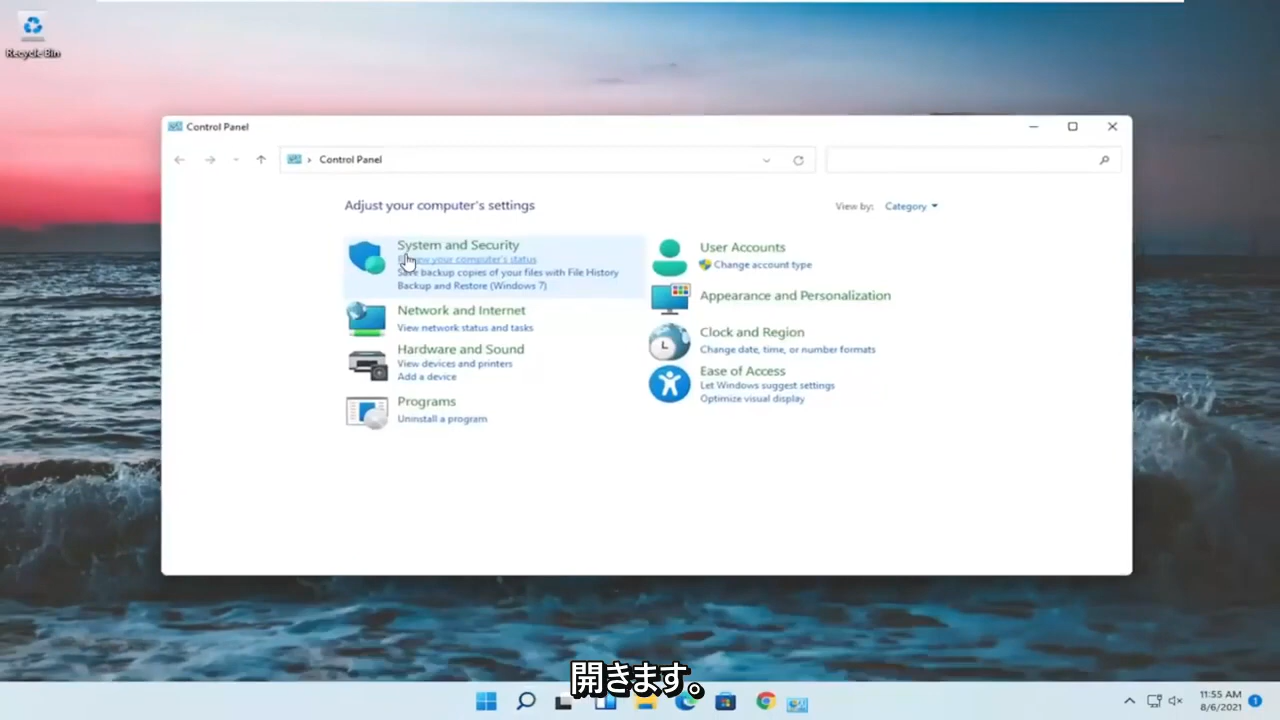 Recycle Bin
Control Panel
Control Panel
Adjust your computer's settings
View by: Category
System and Security
your computer's status
Save backup copies of your files with File History
Backup and Restore (Windows 7)
Network and Internet
View network status and tasks
Hardware and Sound
View devices and printers
Add a device
Programs
Uninstall a program
User Accounts
Change account type
Appearance and Personalization
Clock and Region
Change date, time, or number formats
Ease of Access
Let Windows suggest settings
Optimize visual display
開きます。
11:55 AM
8/6/2021
1